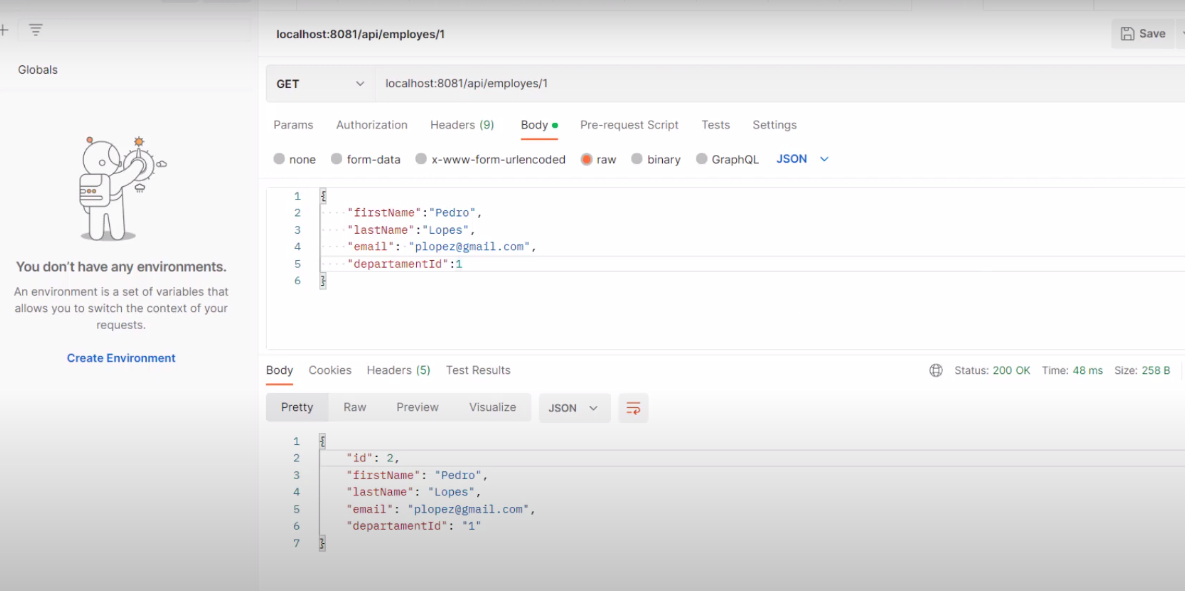 localhost:8081/api/employes/1
Save
Globals
GET
localhost:8081/api/employes/1
Params Authorization Headers (9) Body Pre-request Script Tests Settings
none form-data x-www-form-urlencoded raw binary GraphQL JSON
1 {
2 "firstName":"Pedro",
3 "lastName":"Lopes",
4 "email": "plopez@gmail.com",
5 "departamentId":1
6 }
You don't have any environments.
An environment is a set of variables that
allows you to switch the context of your
requests.
Create Environment
Body Cookies Headers (5) Test Results
Status: 200 OK Time: 48 ms Size: 258 B
Pretty Raw Preview Visualize JSON
1 {
2 "id": 2,
3 "firstName": "Pedro",
4 "lastName": "Lopes",
5 "email": "plopez@gmail.com",
6 "departamentId": "1"
7 }